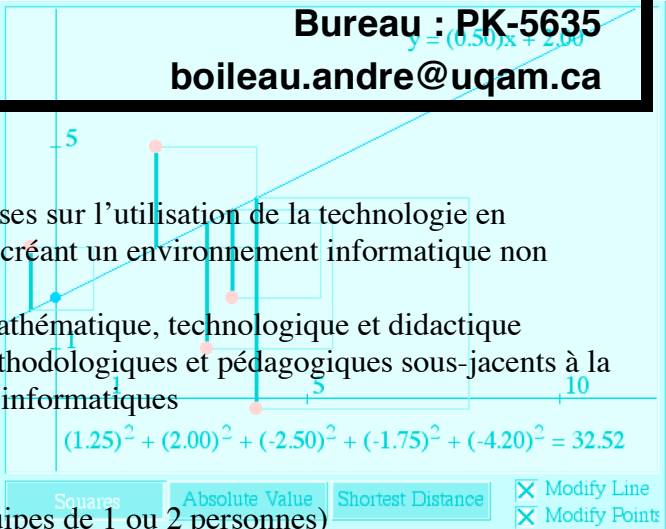 Bureau : PK-5635
y = (0.50)x + 2.00
boileau.andre@uqam.ca
5
ses sur l’utilisation de la technologie en
créant un environnement informatique non
athématique, technologique et didactique
thodologiques et pédagogiques sous-jacents à la
informatiques
1
1 5 10
(1.25)² + (2.00)² + (-2.50)² + (-1.75)² + (-4.20)² = 32.52
Squares Absolute Value Shortest Distance
Modify Line
Modify Points
uipes de 1 ou 2 personnes)